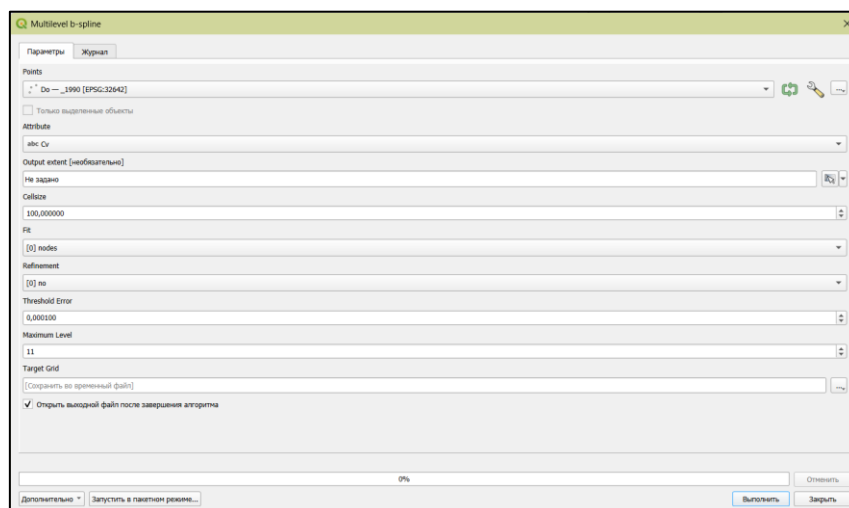 Multilevel b-spline
Параметры Журнал
Points
Do — _1990 [EPSG:32642]
Только выделенные объекты
Attribute
abc Cv
Output extent [необязательно]
Не задано
Cellsize
100,000000
Fit
[0] nodes
Refinement
[0] no
Threshold Error
0,000100
Maximum Level
11
Target Grid
[Сохранить во временный файл]
Открыть выходной файл после завершения алгоритма
0%
Отменить
Дополнительно Запустить в пакетном режиме... Выполнить Закрыть